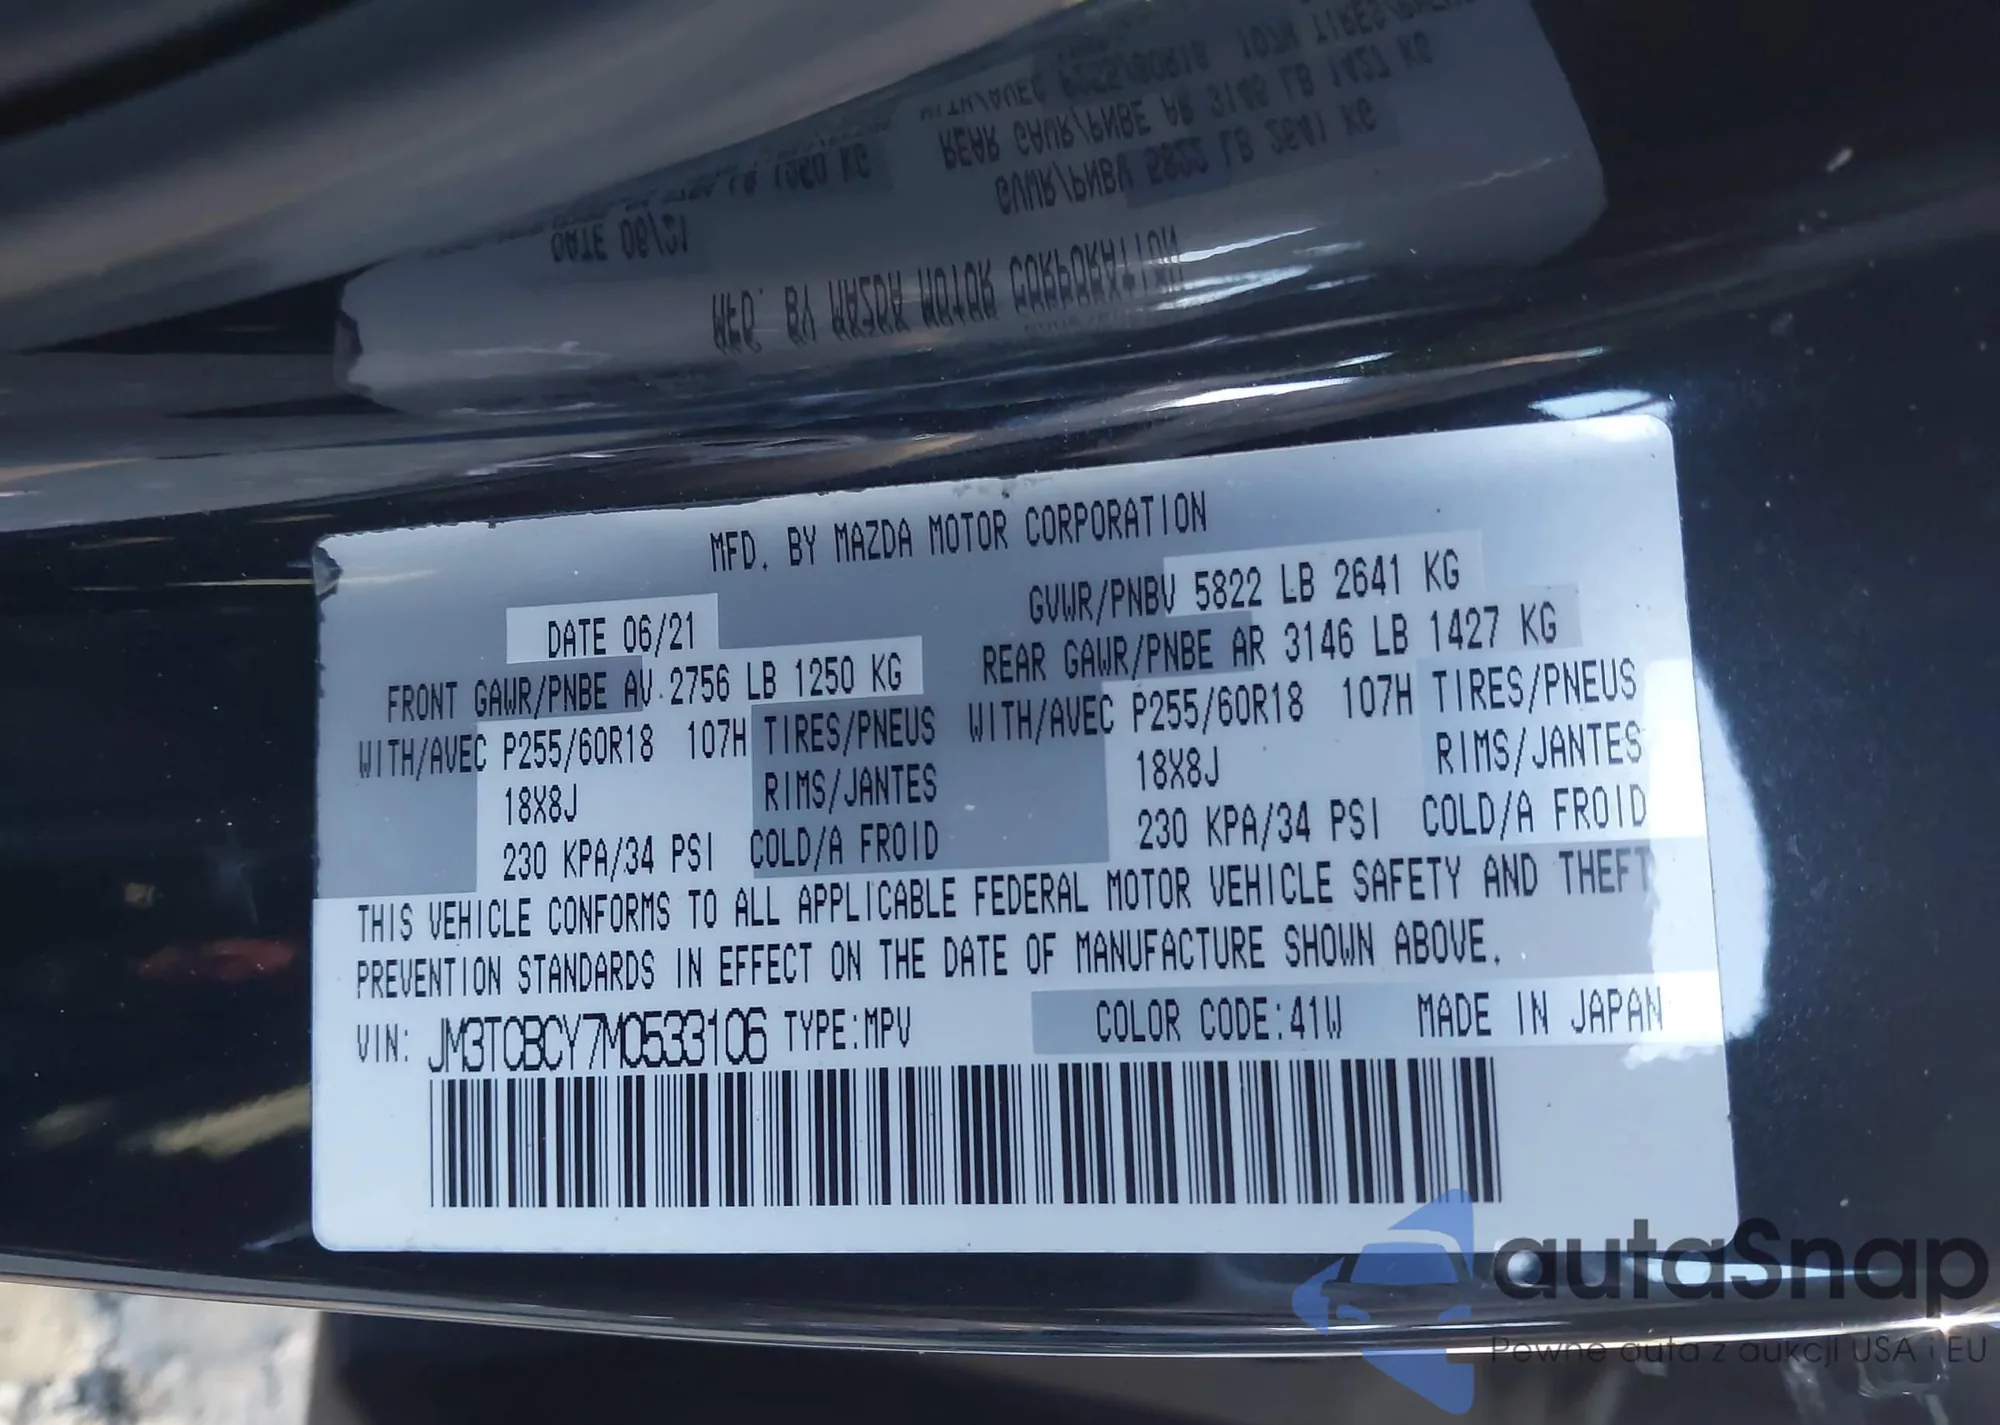 MFD. BY MAZDA MOTOR CORPORATION
DATE 06/21 GVWR/PNBV 5822 LB 2641 KG
FRONT GAWR/PNBE AV 2756 LB 1250 KG REAR GAWR/PNBE AR 3146 LB 1427 KG
WITH/AVEC P255/60R18 107H TIRES/PNEUS WITH/AVEC P255/60R18 107H TIRES/PNEUS
18X8J RIMS/JANTES 18X8J RIMS/JANTES
230 KPA/34 PSI COLD/A FROID 230 KPA/34 PSI COLD/A FROID
THIS VEHICLE CONFORMS TO ALL APPLICABLE FEDERAL MOTOR VEHICLE SAFETY AND THEFT
PREVENTION STANDARDS IN EFFECT ON THE DATE OF MANUFACTURE SHOWN ABOVE.
VIN: JM3TCBCY7M0533106 TYPE:MPV COLOR CODE:41W MADE IN JAPAN
autaSnap
Pewne auta z aukcji USA i EU